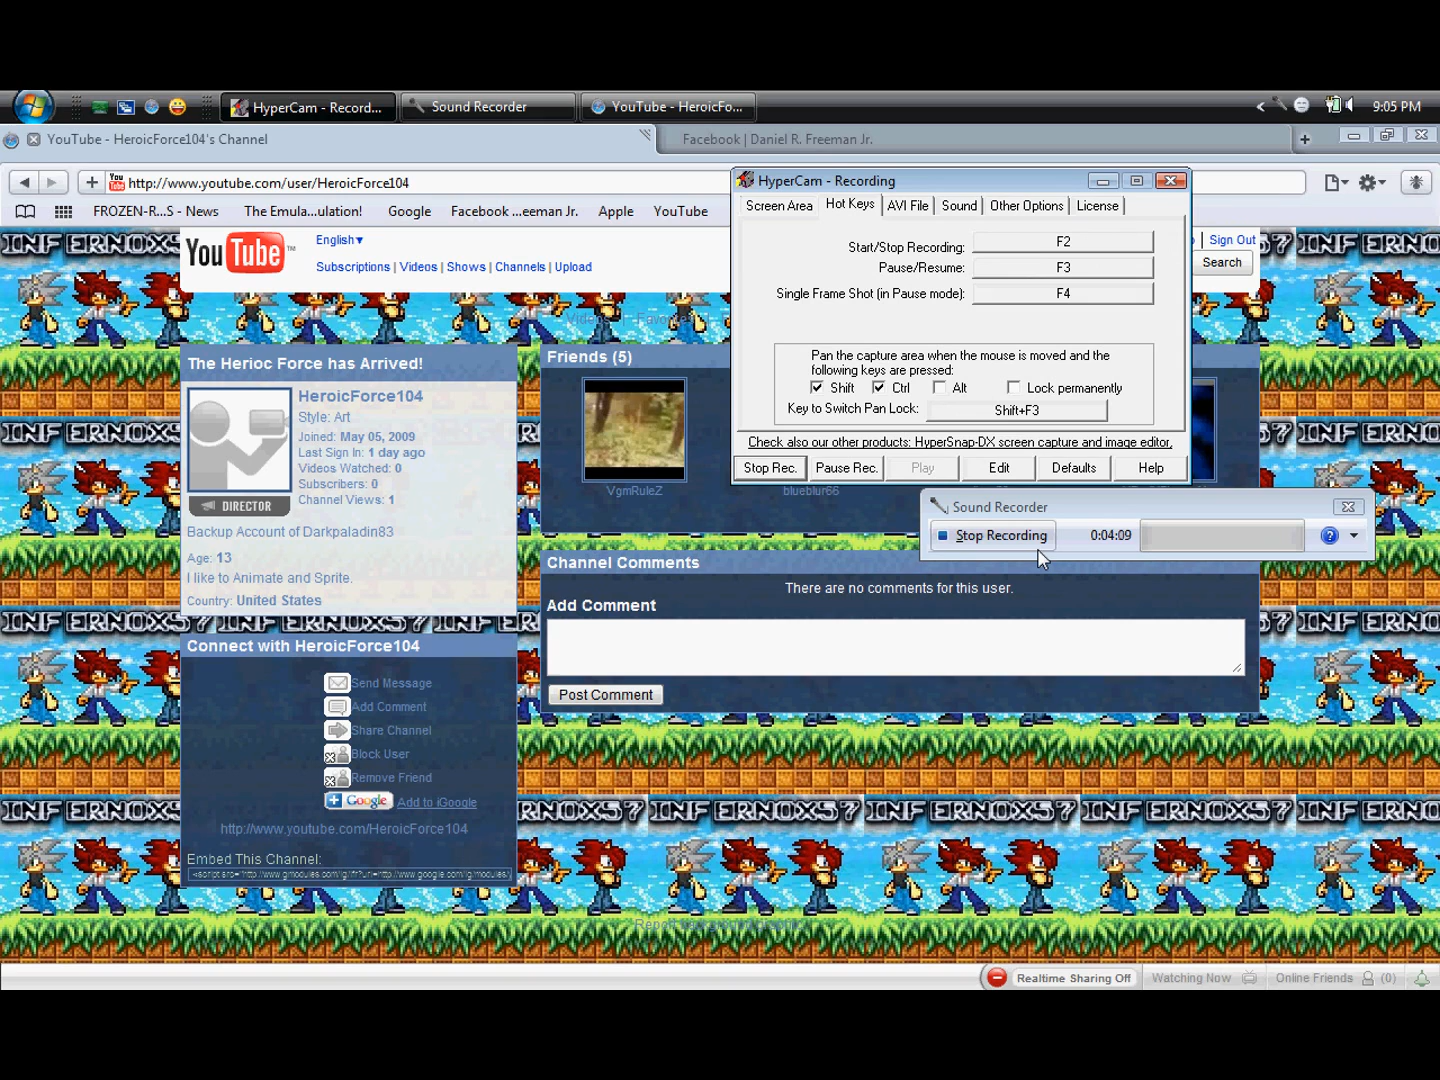 HyperCam - Record...
Sound Recorder
YouTube - HeroicFo...
9:05 PM
YouTube - HeroicForce104's Channel
Facebook | Daniel R. Freeman Jr.
http://www.youtube.com/user/HeroicForce104
FROZEN-R...S - News
The Emula...ulation!
Google
Facebook ...eeman Jr.
Apple
YouTube
HyperCam - Recording
Screen Area
Hot Keys
AVI File
Sound
Other Options
License
Start/Stop Recording:
F2
Pause/Resume:
F3
Single Frame Shot (in Pause mode):
F4
Pan the capture area when the mouse is moved and the
following keys are pressed:
Shift
Ctrl
Alt
Lock permanently
Key to Switch Pan Lock:
Shift+F3
Check also our other products: HyperSnap-DX screen capture and image editor,
Stop Rec.
Pause Rec.
Play
Edit
Defaults
Help
Sound Recorder
Stop Recording
0:04:09
YouTube
English
Subscriptions | Videos | Shows | Channels | Upload
Sign Out
Search
The Herioc Force has Arrived!
HeroicForce104
Style: Art
Joined: May 05, 2009
Last Sign In: 1 day ago
Videos Watched: 0
Subscribers: 0
Channel Views: 1
DIRECTOR
Backup Account of Darkpaladin83
Age: 13
I like to Animate and Sprite.
Country: United States
Connect with HeroicForce104
Send Message
Add Comment
Share Channel
Block User
Remove Friend
Google
Add to iGoogle
http://www.youtube.com/HeroicForce104
Embed This Channel:
Friends (5)
VgmRuleZ
blueblur66
Channel Comments
There are no comments for this user.
Add Comment
Post Comment
INFERNOX57
Realtime Sharing Off
Watching Now
Online Friends
(0)